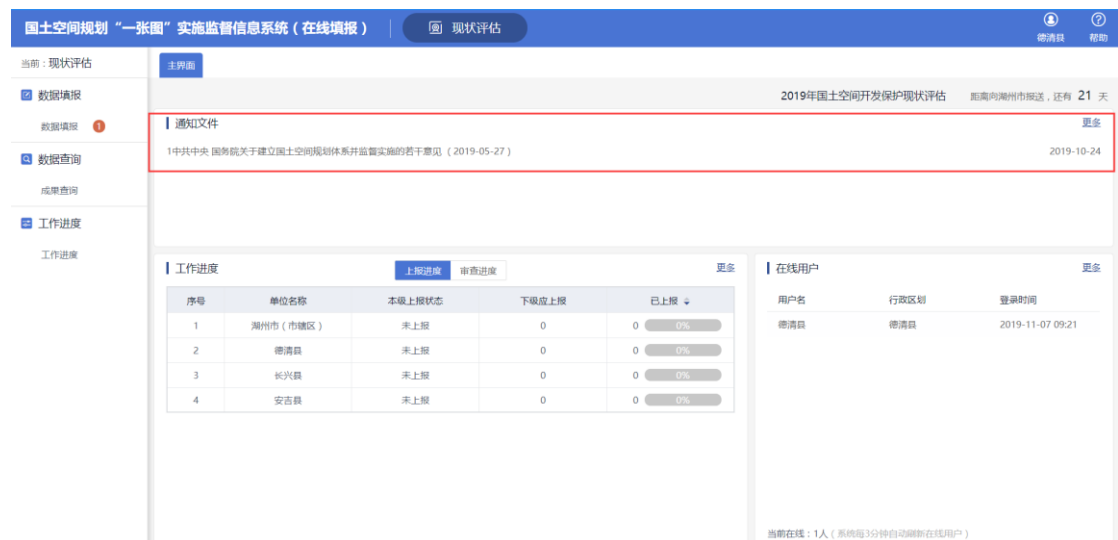 国土空间规划“一张图”实施监督信息系统（在线填报） 现状评估 德清县 帮助
当前：现状评估 主界面
数据填报
2019年国土空间开发保护现状评估 距离向湖州市报送，还有 21 天
数据填报 1
通知文件 更多
1中共中央 国务院关于建立国土空间规划体系并监督实施的若干意见（2019-05-27） 2019-10-24
数据查询
成果查询
工作进度
工作进度
工作进度 上报进度 审查进度 更多
序号 单位名称 本级上报状态 下级应上报 已上报
1 湖州市（市辖区） 未上报 0 0 0%
2 德清县 未上报 0 0 0%
3 长兴县 未上报 0 0 0%
4 安吉县 未上报 0 0 0%
在线用户 更多
用户名 行政区划 登录时间
德清县 德清县 2019-11-07 09:21
当前在线：1人（系统每3分钟自动刷新在线用户）